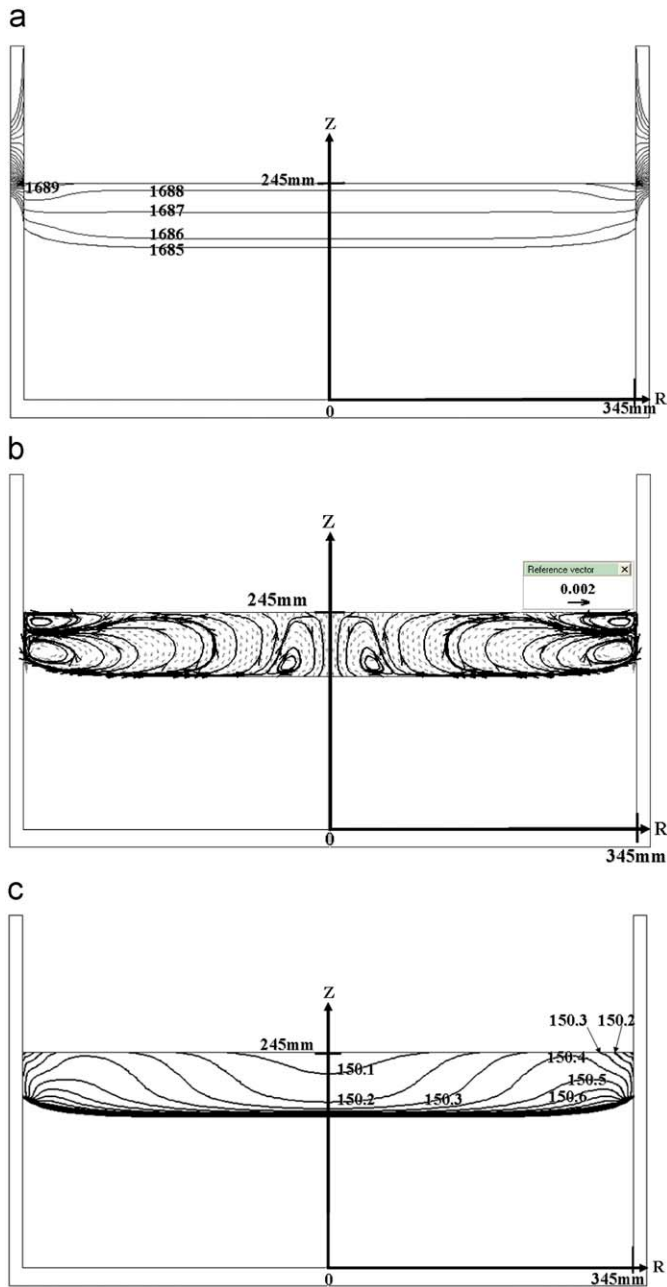 a
Z
245mm
1689
1688
1687
1686
1685
0
345mm
R
b
Z
Reference vector
0.002
245mm
0
345mm
R
c
Z
150.3 150.2
245mm
150.4
150.1
150.5
150.2 150.3 150.6
0
345mm
R